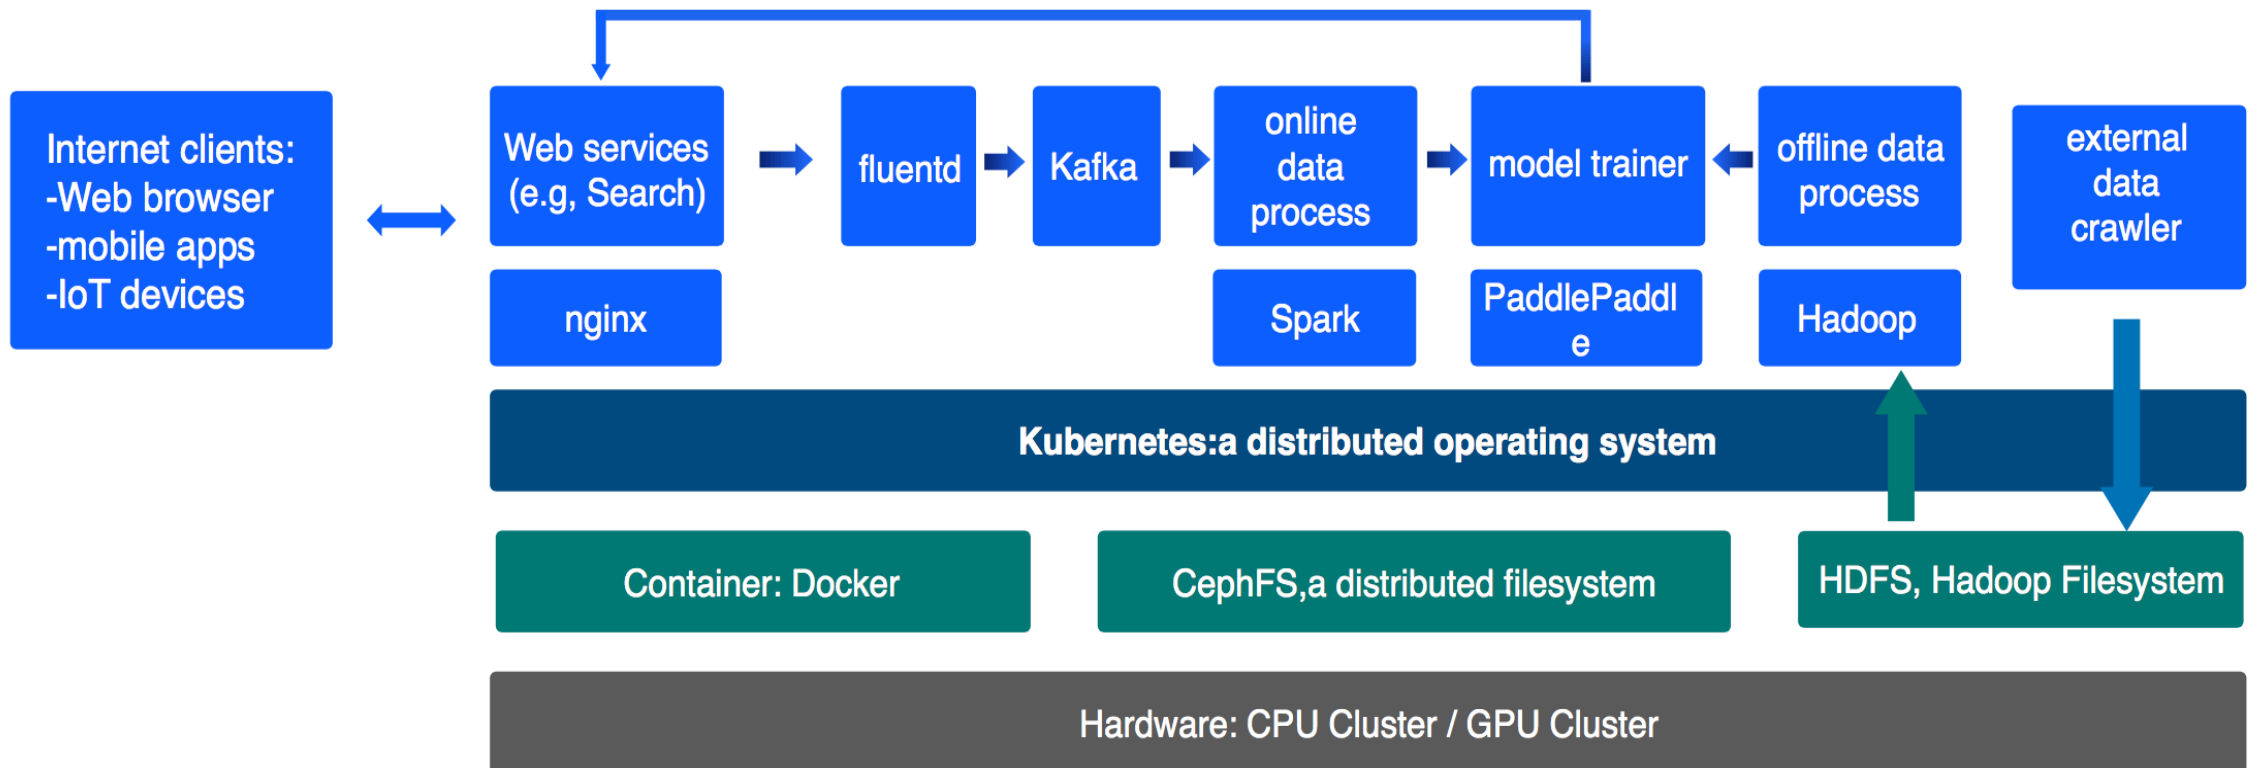 Internet clients:
-Web browser
-mobile apps
-IoT devices
Web services
(e.g, Search)
fluentd
Kafka
online
data
process
model trainer
offline data
process
external
data
crawler
nginx
Spark
PaddlePaddl
e
Hadoop
Kubernetes:a distributed operating system
Container: Docker
CephFS,a distributed filesystem
HDFS, Hadoop Filesystem
Hardware: CPU Cluster / GPU Cluster